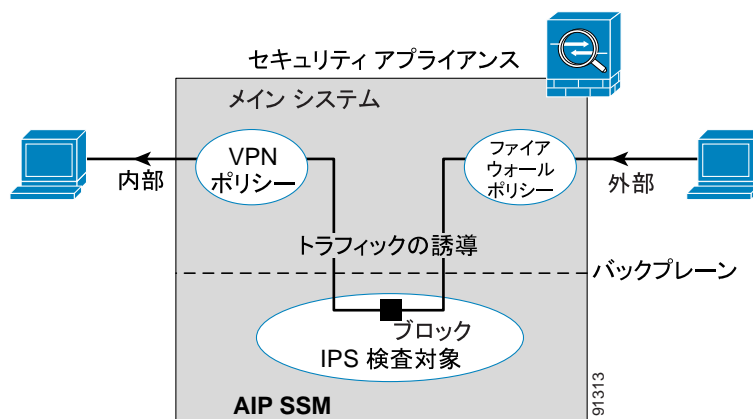 セキュリティ アプライアンス
メイン システム
VPN
ポリシー
ファイア
ウォール
ポリシー
内部
外部
トラフィックの誘導
バックプレーン
ブロック
IPS 検査対象
AIP SSM
91313